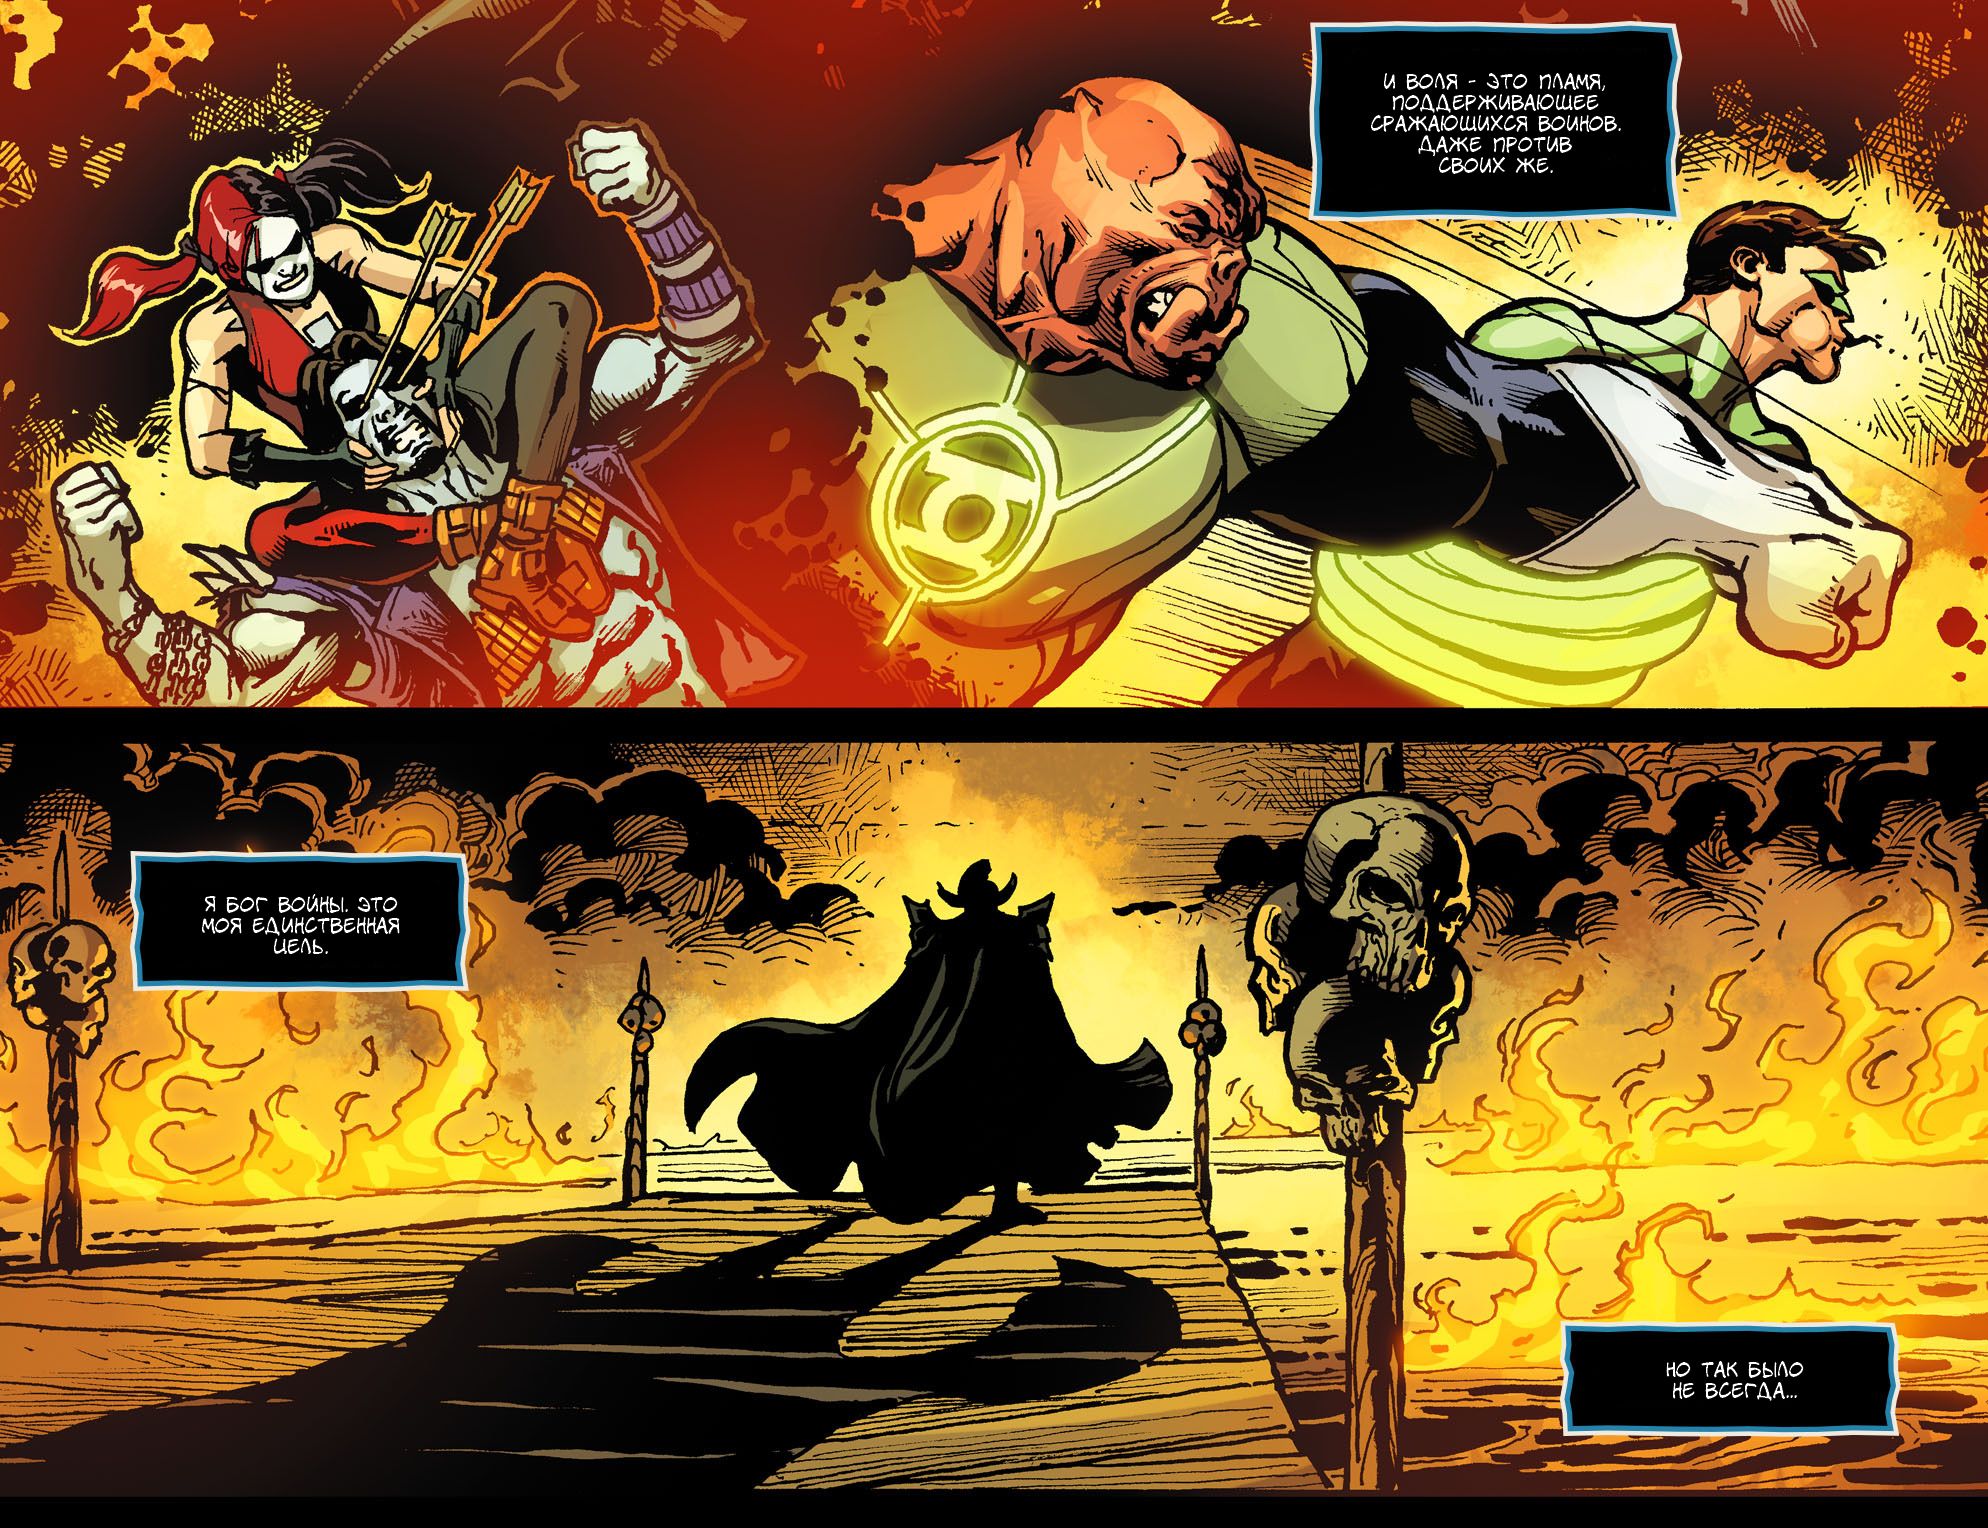 И ВОЛЯ - ЭТО ПЛАМЯ,
ПОДДЕРЖИВАЮЩЕЕ
СРАЖАЮЩИХСЯ ВОИНОВ.
ДАЖЕ ПРОТИВ
СВОИХ ЖЕ.
Я БОГ ВОЙНЫ. ЭТО
МОЯ ЕДИНСТВЕННАЯ
ЦЕЛЬ.
НО ТАК БЫЛО
НЕ ВСЕГДА...